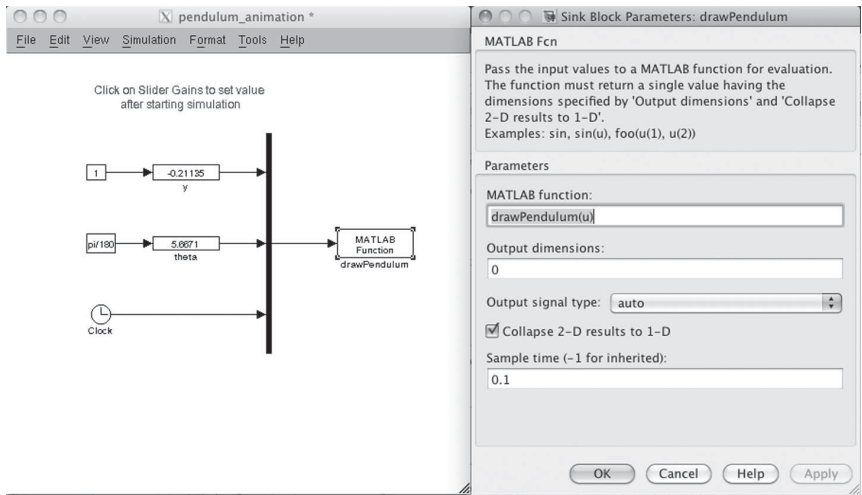 pendulum_animation *
File Edit View Simulation Format Tools Help
Click on Slider Gains to set value
after starting simulation
1
-0.21135
y
pi/180
5.6671
theta
Clock
MATLAB
Function
drawPendulum
Sink Block Parameters: drawPendulum
MATLAB Fcn
Pass the input values to a MATLAB function for evaluation.
The function must return a single value having the
dimensions specified by 'Output dimensions' and 'Collapse
2-D results to 1-D'.
Examples: sin, sin(u), foo(u(1), u(2))
Parameters
MATLAB function:
drawPendulum(u)
Output dimensions:
0
Output signal type: auto
Collapse 2-D results to 1-D
Sample time (-1 for inherited):
0.1
OK Cancel Help Apply